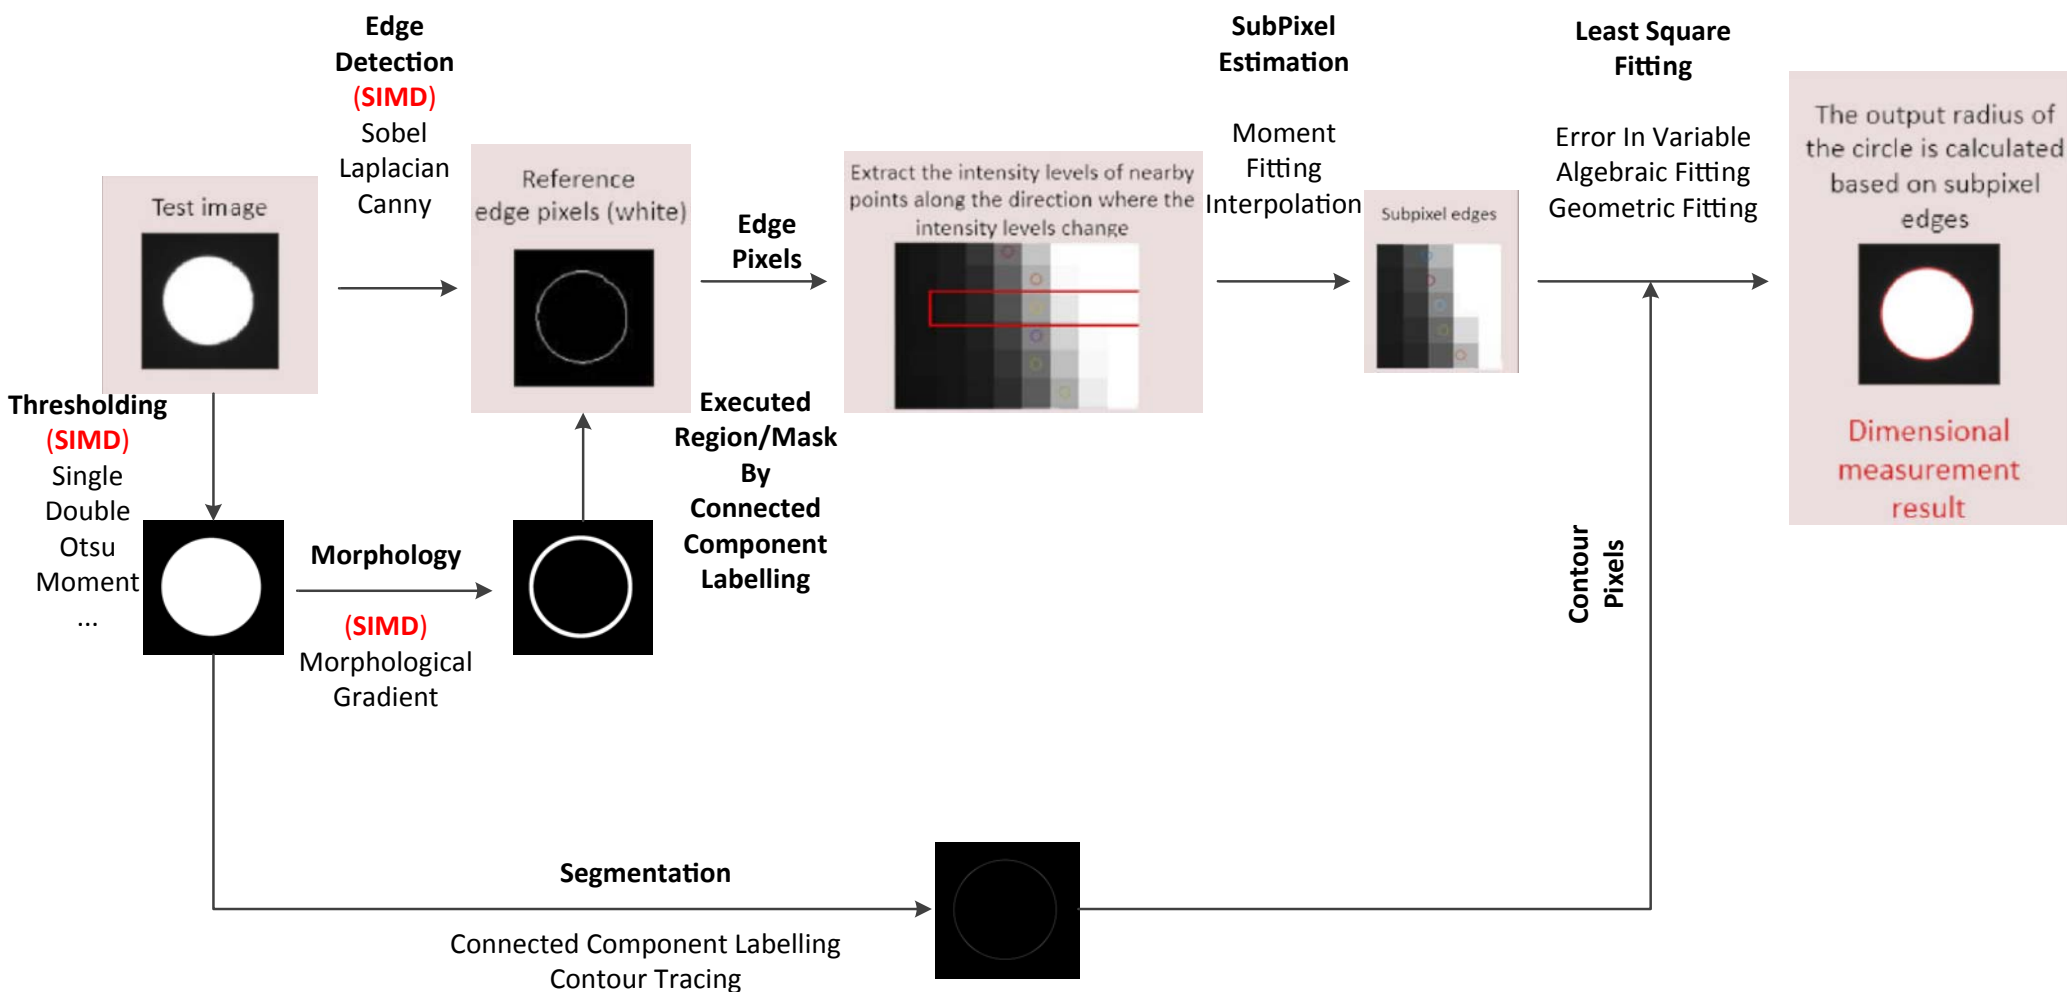 Edge
Detection
(SIMD)
Sobel
Laplacian
Canny
SubPixel
Estimation
Moment
Fitting
Interpolation
Least Square
Fitting
Error In Variable
Algebraic Fitting
Geometric Fitting
Test image
Reference
edge pixels (white)
Edge
Pixels
Extract the intensity levels of nearby
points along the direction where the
intensity levels change
Subpixel edges
The output radius of
the circle is calculated
based on subpixel
edges
Dimensional
measurement
result
Thresholding
(SIMD)
Single
Double
Otsu
Moment
...
Morphology
(SIMD)
Morphological
Gradient
Executed
Region/Mask
By
Connected
Component
Labelling
Contour
Pixels
Segmentation
Connected Component Labelling
Contour Tracing